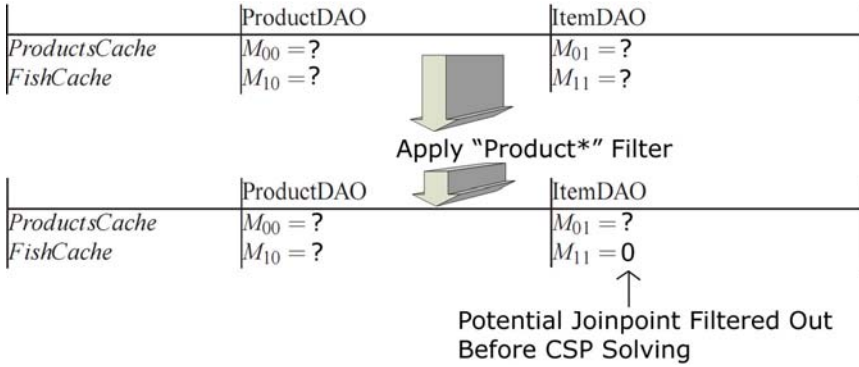 ProductDAO ItemDAO
ProductsCache M00 = ? M01 = ?
FishCache M10 = ? M11 = ?
Apply “Product*” Filter
ProductDAO ItemDAO
ProductsCache M00 = ? M01 = ?
FishCache M10 = ? M11 = 0
Potential Joinpoint Filtered Out
Before CSP Solving